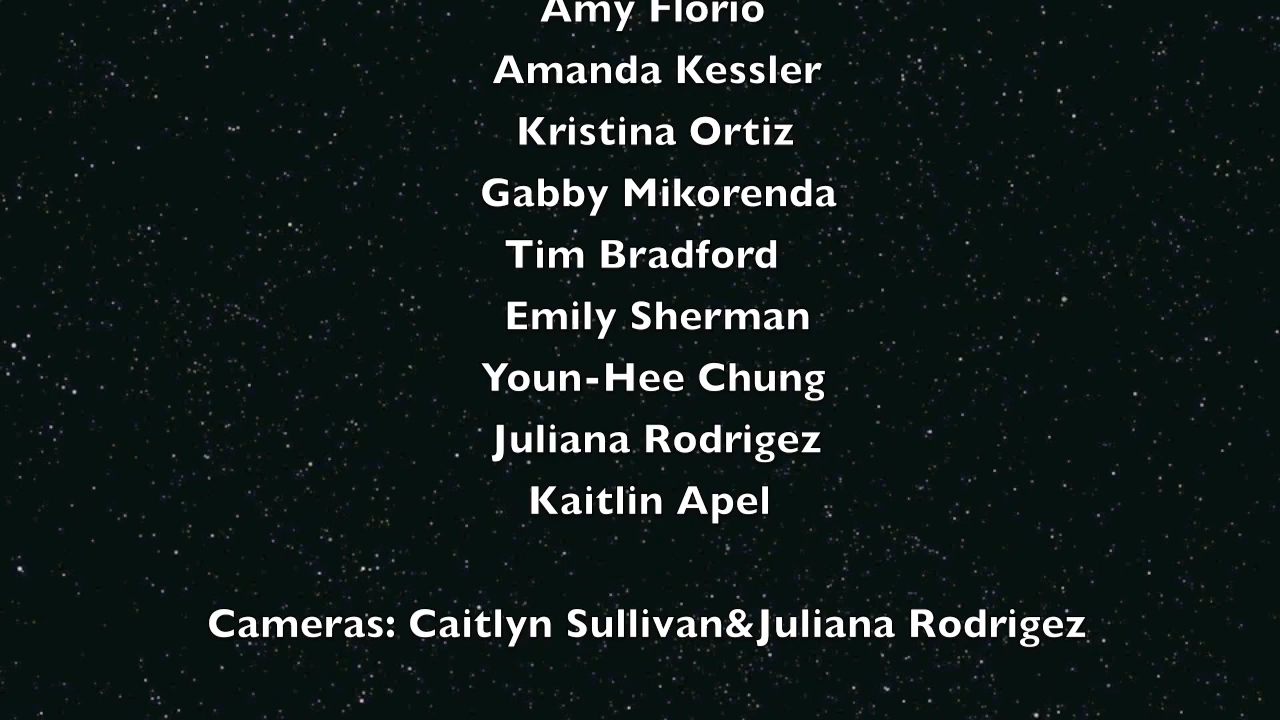 Amy Florio
Amanda Kessler
Kristina Ortiz
Gabby Mikorenda
Tim Bradford
Emily Sherman
Youn-Hee Chung
Juliana Rodrigez
Kaitlin Apel
Cameras: Caitlyn Sullivan&Juliana Rodrigez